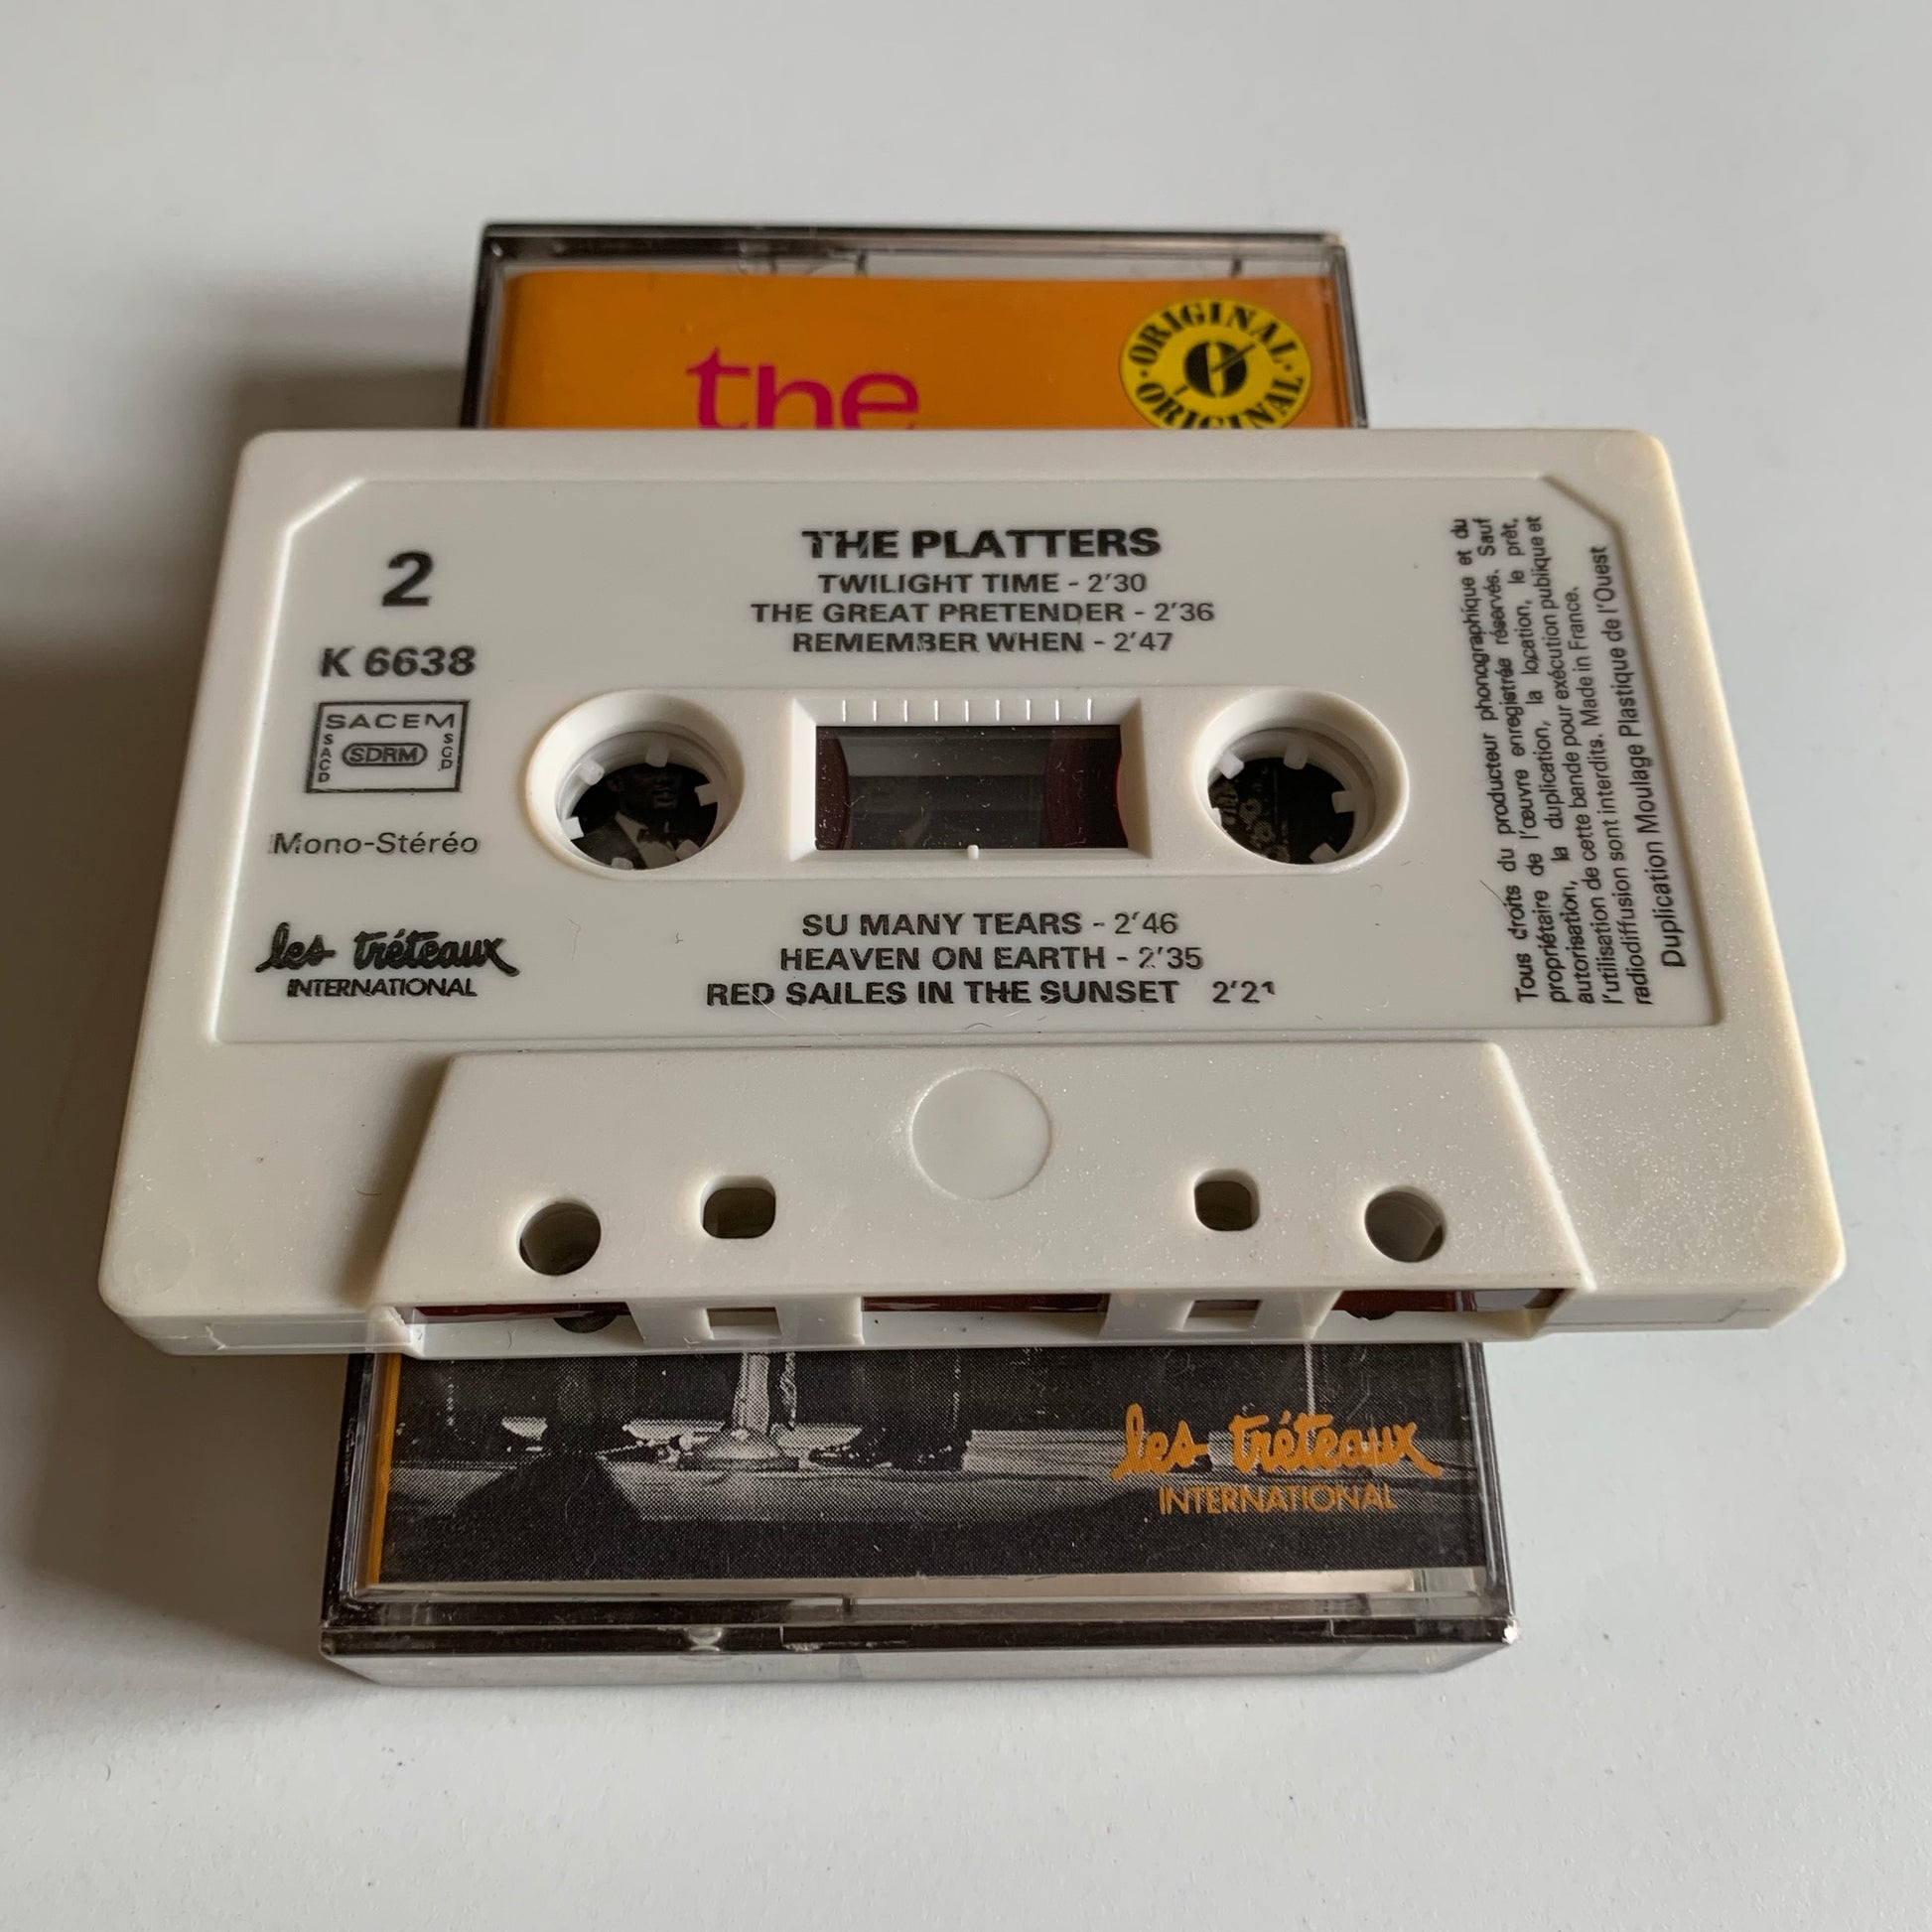 the
ORIGINAL · ORIGINAL
2
K 6638
SACEM
SACD
SDRM
SCD
Mono-Stéréo
les tréteaux
INTERNATIONAL
THE PLATTERS
TWILIGHT TIME - 2'30
THE GREAT PRETENDER - 2'36
REMEMBER WHEN - 2'47
SU MANY TEARS - 2'46
HEAVEN ON EARTH - 2'35
RED SAILES IN THE SUNSET 2'21
Tous droits du producteur phonographique et du
propriétaire de l'œuvre enregistrée réservés. Sauf
autorisation, la duplication, la location, le prêt,
l'utilisation de cette bande pour exécution publique et
radiodiffusion sont interdits. Made in France.
Duplication Moulage Plastique de l'Ouest
les tréteaux
INTERNATIONAL